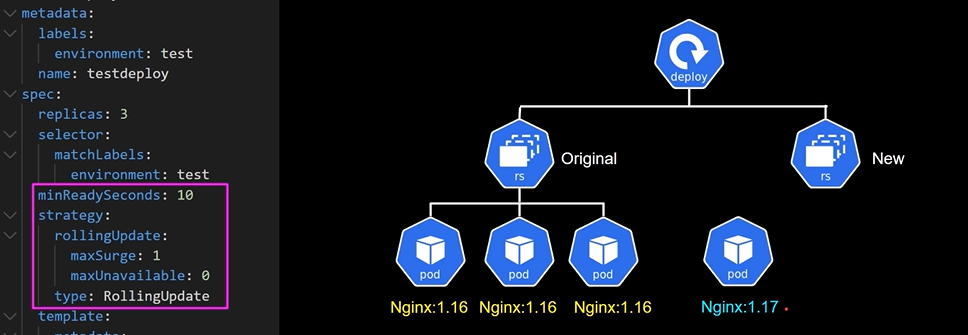 metadata:
labels:
environment: test
name: testdeploy
spec:
replicas: 3
selector:
matchLabels:
environment: test
minReadySeconds: 10
strategy:
rollingUpdate:
maxSurge: 1
maxUnavailable: 0
type: RollingUpdate
template:
metadata:
deploy
rs
Original
rs
New
pod
pod
pod
pod
Nginx:1.16
Nginx:1.16
Nginx:1.16
Nginx:1.17